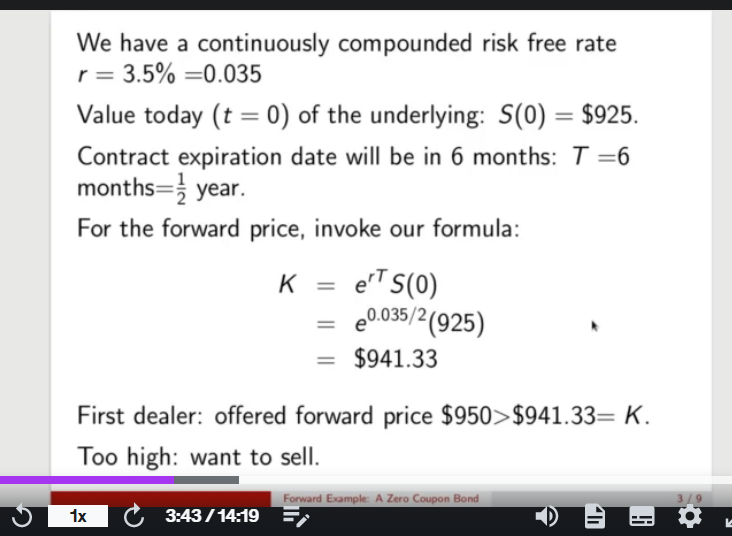 We have a continuously compounded risk free rate
r = 3.5% =0.035
Value today (t = 0) of the underlying: S(0) = $925.
Contract expiration date will be in 6 months: T =6
months=½ year.
For the forward price, invoke our formula:
K = e^{rT} S(0)
= e^{0.035/2}(925)
= $941.33
First dealer: offered forward price $950>$941.33= K.
Too high: want to sell.
Forward Example: A Zero Coupon Bond 3 / 9
1x 3:43 / 14:19